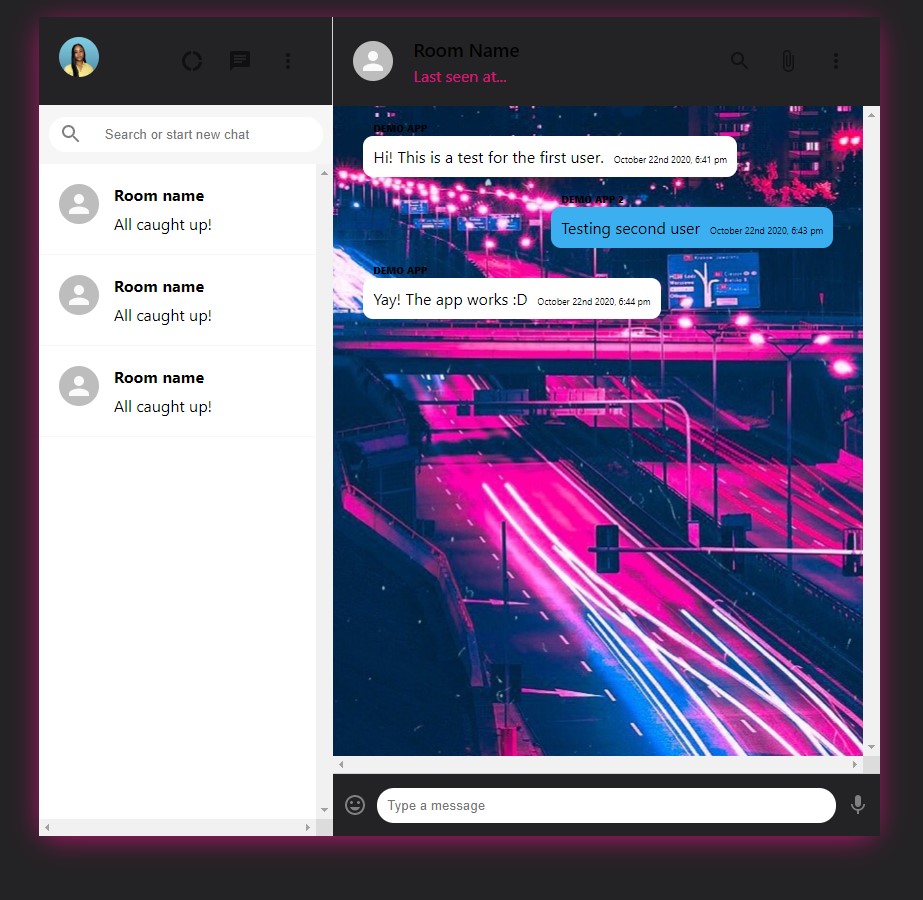 Room Name
Last seen at...
Search or start new chat
Room name
All caught up!
Room name
All caught up!
Room name
All caught up!
DEMO APP
Hi! This is a test for the first user. October 22nd 2020, 6:41 pm
DEMO APP 2
Testing second user October 22nd 2020, 6:43 pm
DEMO APP
Yay! The app works :D October 22nd 2020, 6:44 pm
Type a message